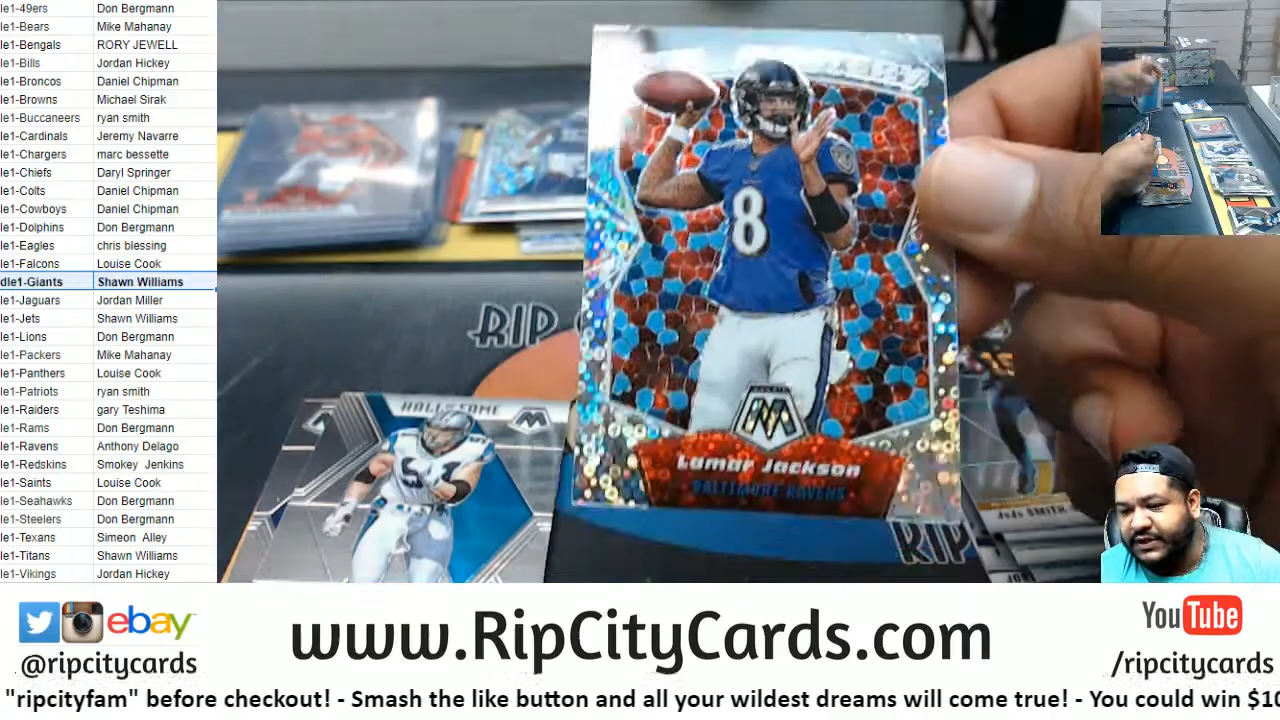 le1-49ers Don Bergmann
le1-Bears Mike Mahanay
le1-Bengals RORY JEWELL
le1-Bills Jordan Hickey
le1-Broncos Daniel Chipman
le1-Browns Michael Sirak
le1-Buccaneers ryan smith
le1-Cardinals Jeremy Navarre
le1-Chargers marc bessette
le1-Chiefs Daryl Springer
le1-Colts Daniel Chipman
le1-Cowboys Daniel Chipman
le1-Dolphins Don Bergmann
le1-Eagles chris blessing
le1-Falcons Louise Cook
dle1-Giants Shawn Williams
le1-Jaguars Jordan Miller
le1-Jets Shawn Williams
le1-Lions Don Bergmann
le1-Packers Mike Mahanay
le1-Panthers Louise Cook
le1-Patriots ryan smith
le1-Raiders gary Teshima
le1-Rams Don Bergmann
le1-Ravens Anthony Delago
le1-Redskins Smokey Jenkins
le1-Saints Louise Cook
le1-Seahawks Don Bergmann
le1-Steelers Don Bergmann
le1-Texans Simeon Alley
le1-Titans Shawn Williams
le1-Vikings Jordan Hickey
8
M
Lamar Jackson
BALTIMORE RAVENS
RIP
HALL FAME
M
51
RIP
JuJu SMITH
ebay
@ripcitycards
www.RipCityCards.com
YouTube
/ripcitycards
"ripcityfam" before checkout! - Smash the like button and all your wildest dreams will come true! - You could win $10